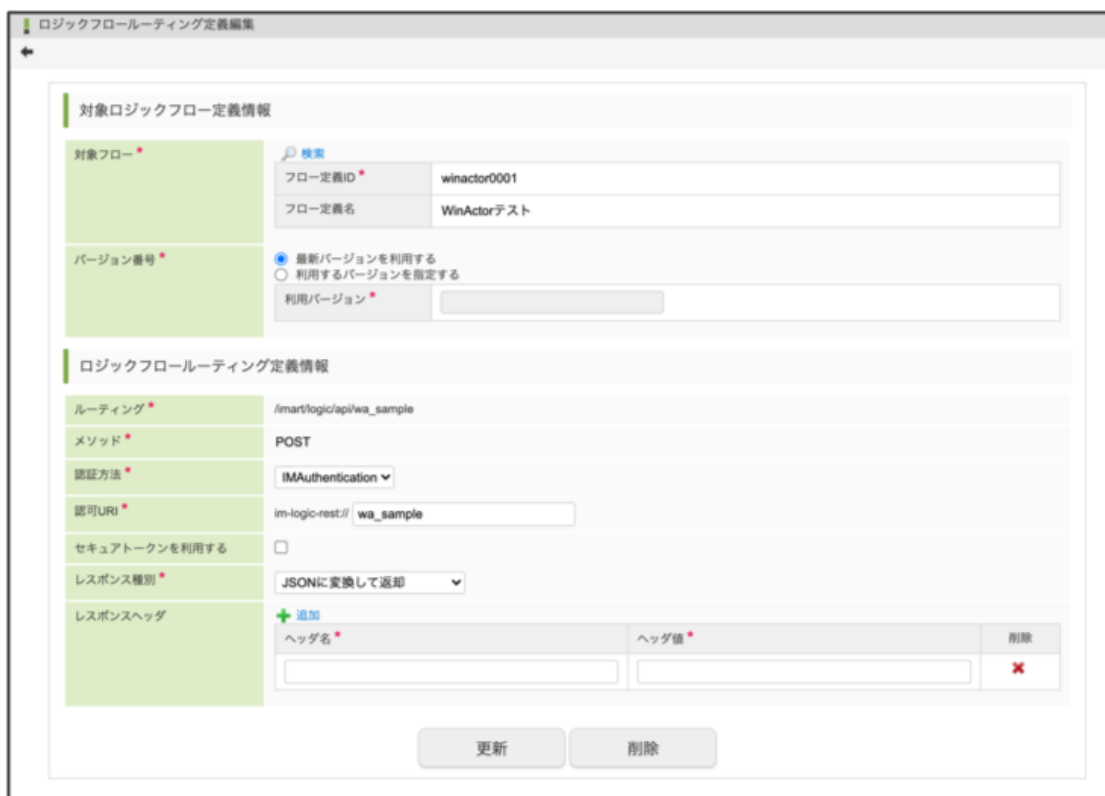 ロジックフロールーティング定義編集
対象ロジックフロー定義情報
対象フロー *
検索
フロー定義ID * winactor0001
フロー定義名 WinActorテスト
バージョン番号 *
最新バージョンを利用する
利用するバージョンを指定する
利用バージョン *
ロジックフロールーティング定義情報
ルーティング * /imart/logic/api/wa_sample
メソッド * POST
認証方法 * IMAuthentication
認可URI * im-logic-rest:// wa_sample
セキュアトークンを利用する
レスポンス種別 * JSONに変換して返却
レスポンスヘッダ
追加
ヘッダ名 * ヘッダ値 * 削除
更新 削除